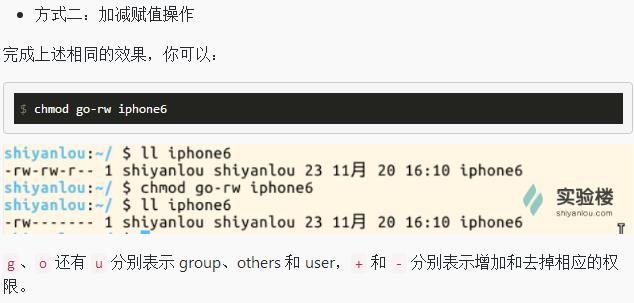 方式二：加减赋值操作
完成上述相同的效果，你可以：
$ chmod go-rw iphone6
shiyanlou:~/ $ ll iphone6
-rw-rw-r-- 1 shiyanlou shiyanlou 23 11月 20 16:10 iphone6
shiyanlou:~/ $ chmod go-rw iphone6
shiyanlou:~/ $ ll iphone6
-rw------- 1 shiyanlou shiyanlou 23 11月 20 16:10 iphone6
实验楼
shiyanlou.com
g、o 还有 u 分别表示 group、others 和 user，+ 和 - 分别表示增加和去掉相应的权
限。